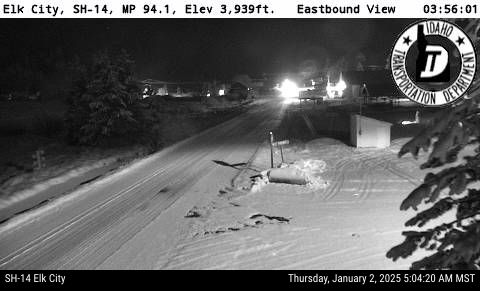 Elk City, SH-14, MP 94.1, Elev 3,939ft. Eastbound View 03:56:01
IDAHO
TRANSPORTATION DEPARTMENT
SH-14 Elk City
Thursday, January 2, 2025 5:04:20 AM MST